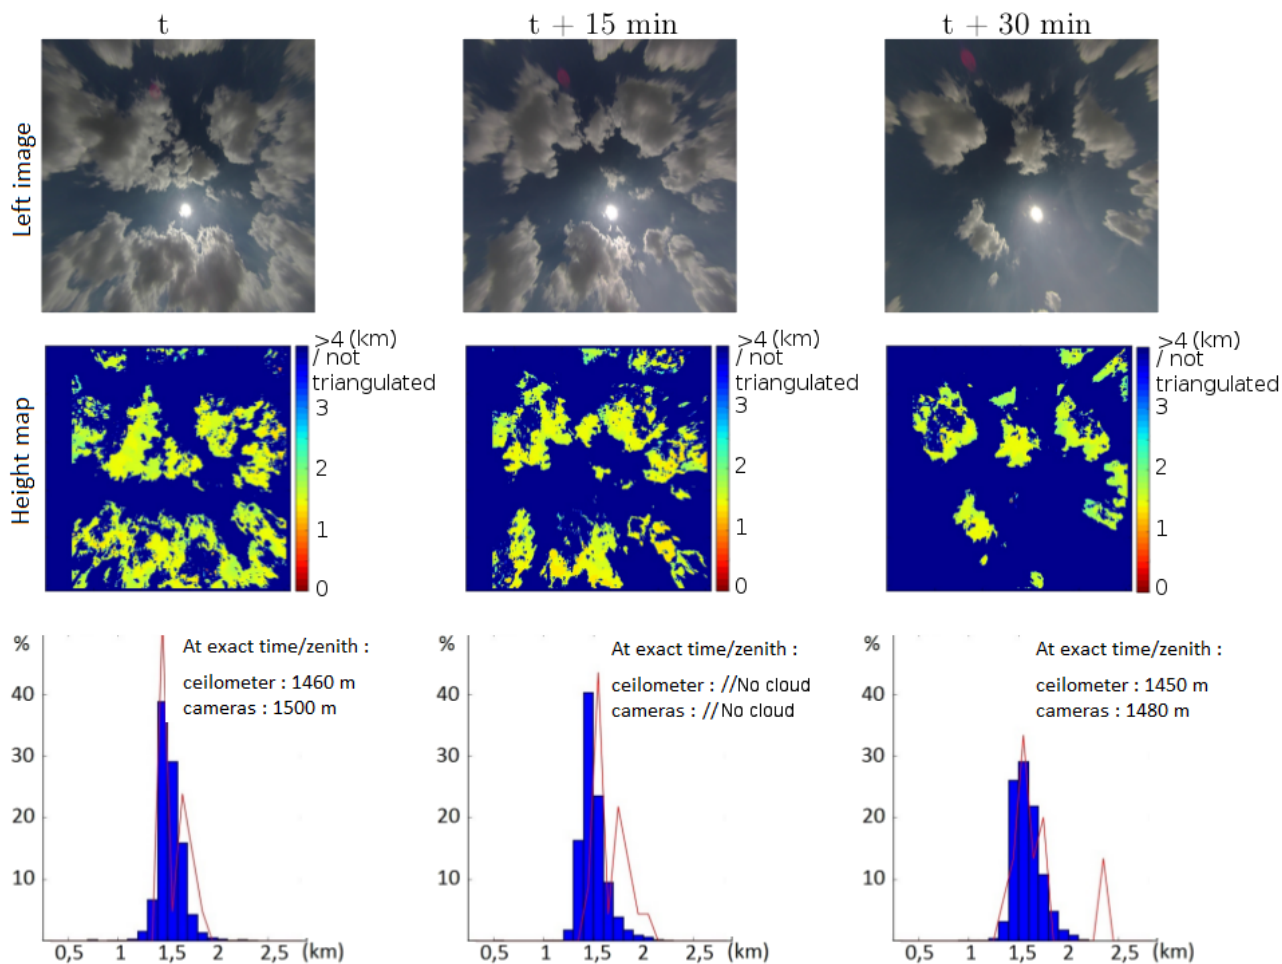 t
t + 15 min
t + 30 min
Left image
Height map
>4 (km)
/ not
triangulated
3
2
1
0
>4 (km)
/ not
triangulated
3
2
1
0
>4 (km)
/ not
triangulated
3
2
1
0
%
40
30
20
10
0,5
1
1,5
2
2,5
(km)
At exact time/zenith :
ceilometer : 1460 m
cameras : 1500 m
%
40
30
20
10
0,5
1
1,5
2
2,5
(km)
At exact time/zenith :
ceilometer : //No cloud
cameras : //No cloud
%
40
30
20
10
0,5
1
1,5
2
2,5
(km)
At exact time/zenith :
ceilometer : 1450 m
cameras : 1480 m